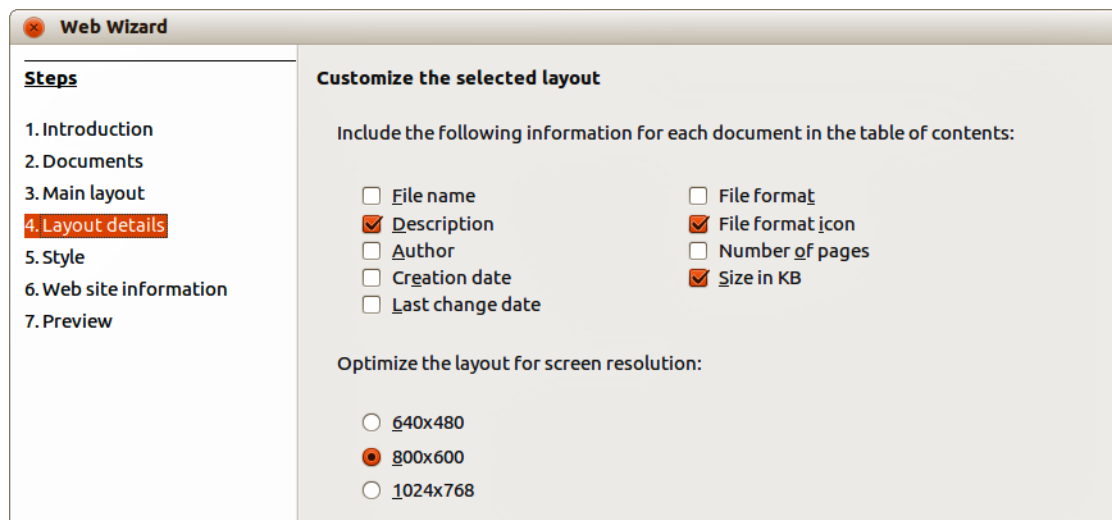 Web Wizard
Steps
1. Introduction
2. Documents
3. Main layout
4. Layout details
5. Style
6. Web site information
7. Preview
Customize the selected layout
Include the following information for each document in the table of contents:
File name
Description
Author
Creation date
Last change date
File format
File format icon
Number of pages
Size in KB
Optimize the layout for screen resolution:
640x480
800x600
1024x768